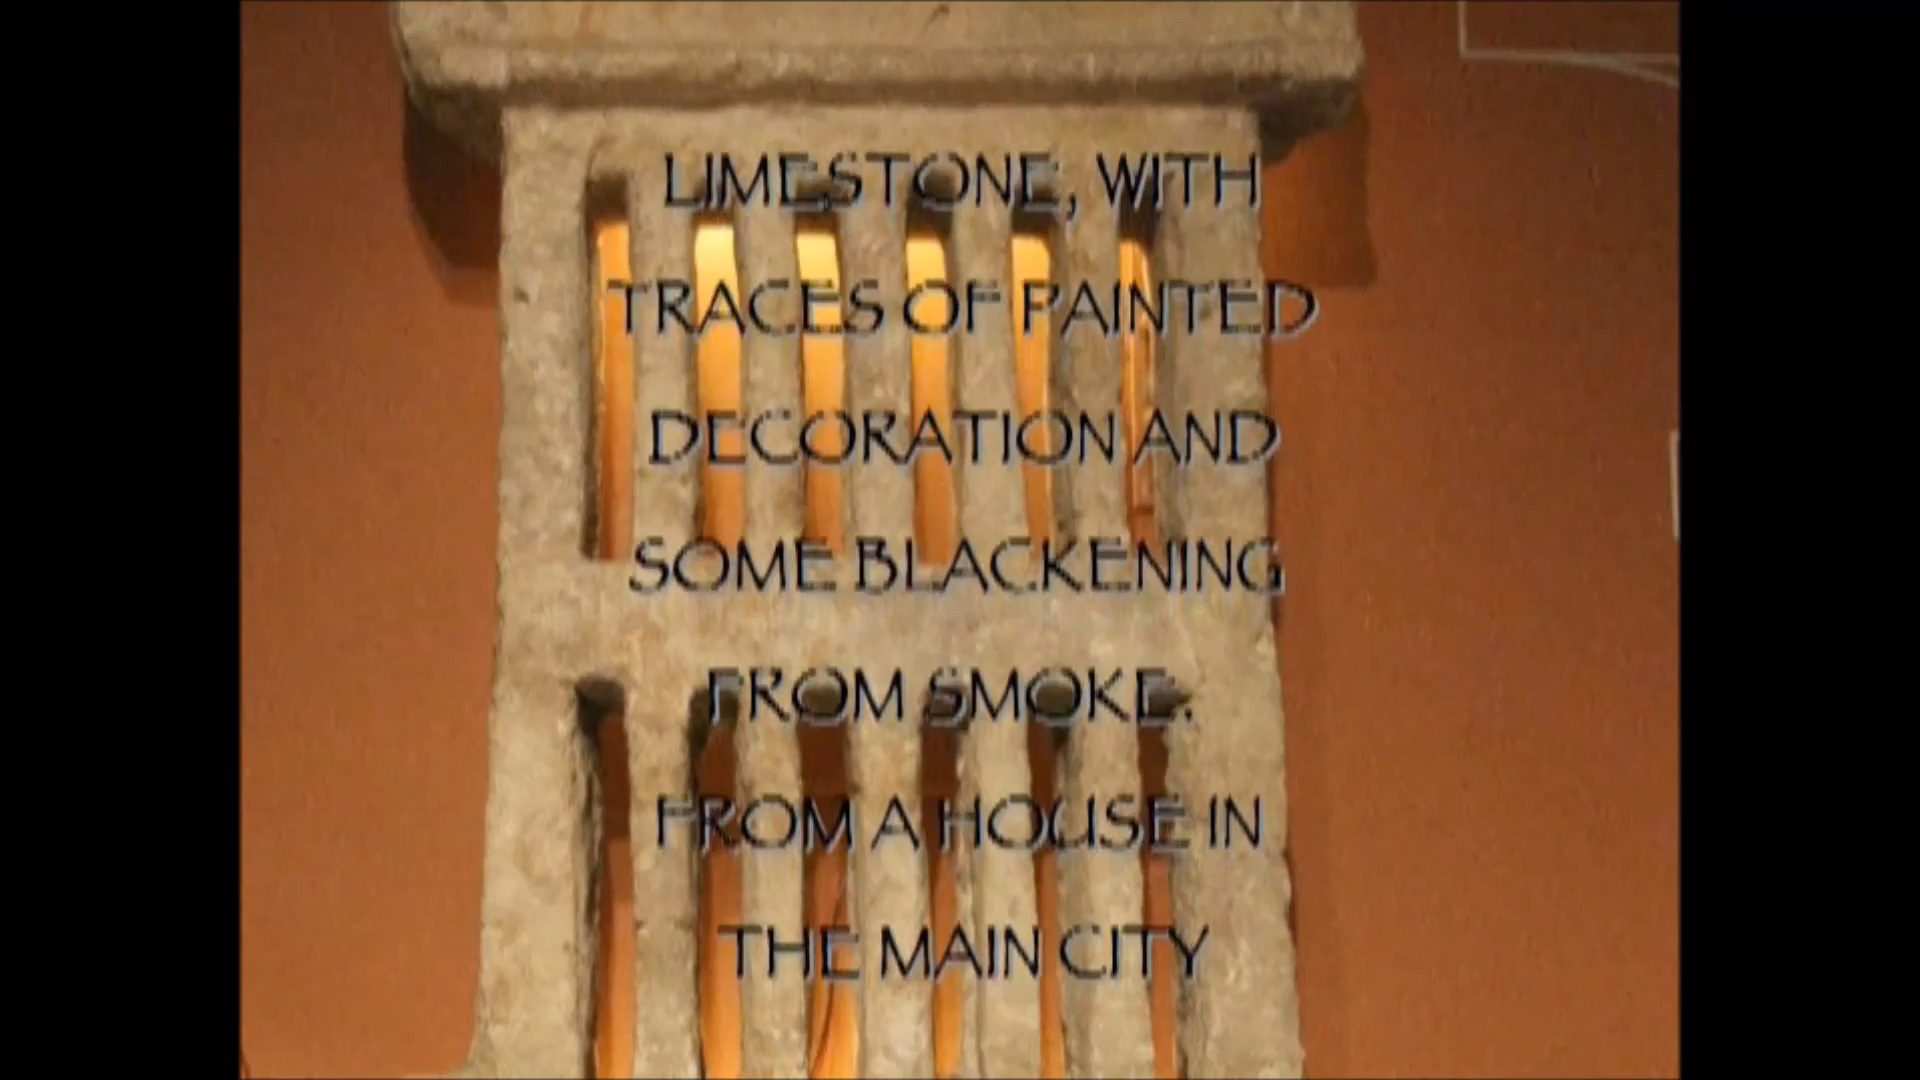 LIMESTONE, WITH
TRACES OF PAINTED
DECORATION AND
SOME BLACKENING
FROM SMOKE.
FROM A HOUSE IN
THE MAIN CITY